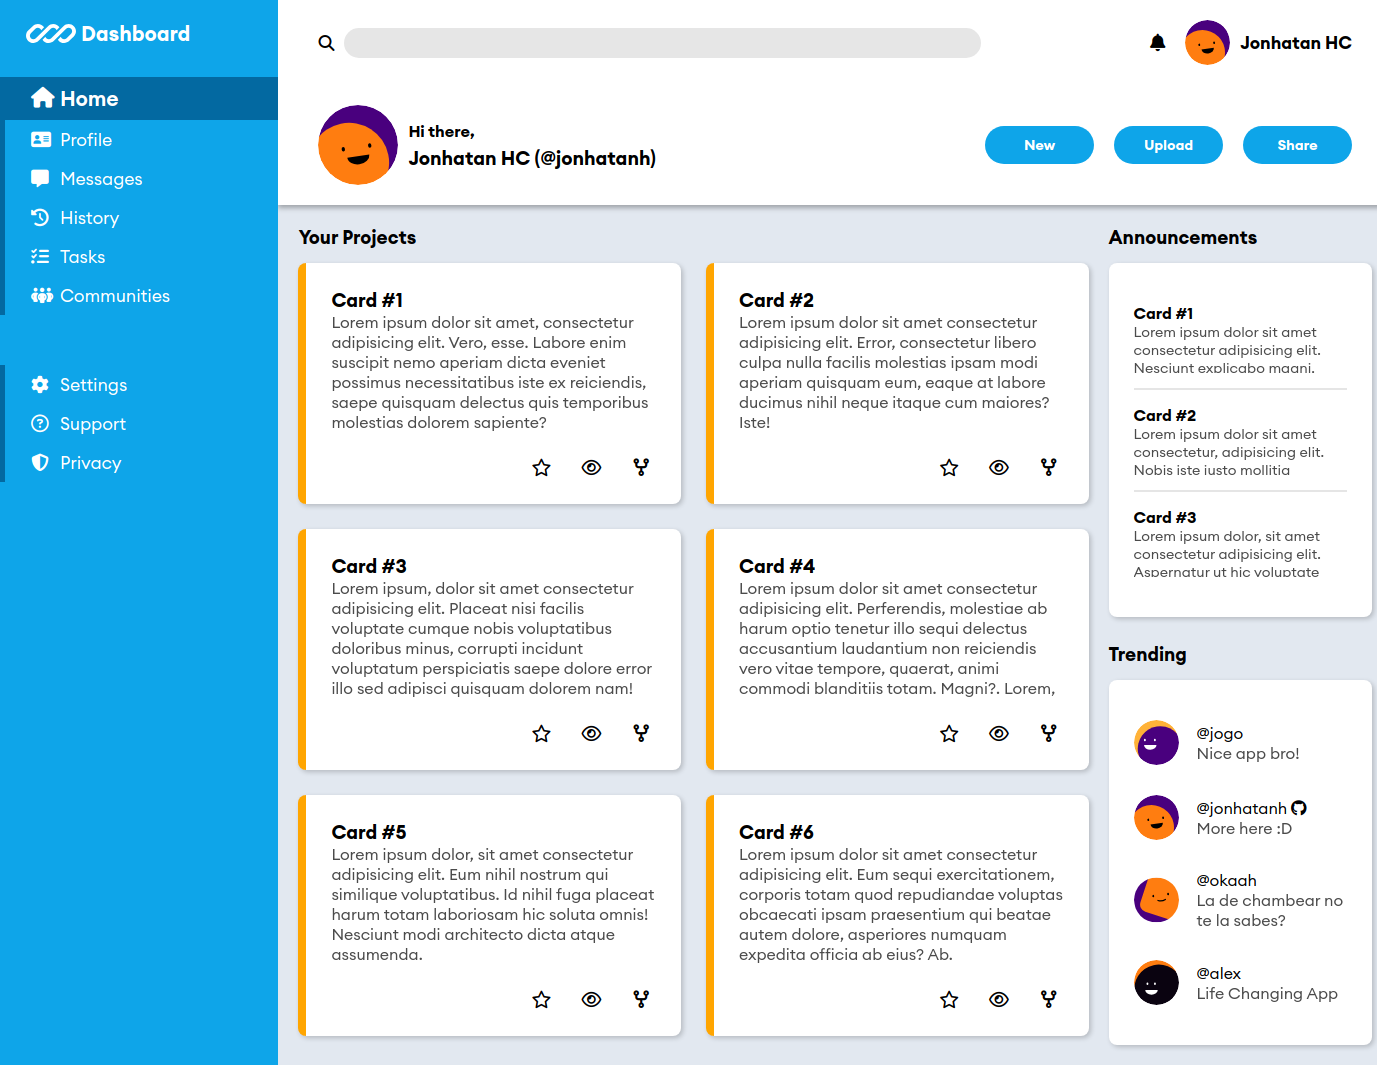 Dashboard
Home
Profile
Messages
History
Tasks
Communities
Settings
Support
Privacy
Jonhatan HC
Hi there,
Jonhatan HC (@jonhatanh)
New
Upload
Share
Your Projects
Card #1
Lorem ipsum dolor sit amet, consectetur
adipisicing elit. Vero, esse. Labore enim
suscipit nemo aperiam dicta eveniet
possimus necessitatibus iste ex reiciendis,
saepe quisquam delectus quis temporibus
molestias dolorem sapiente?
Card #2
Lorem ipsum dolor sit amet consectetur
adipisicing elit. Error, consectetur libero
culpa nulla facilis molestias ipsam modi
aperiam quisquam eum, eaque at labore
ducimus nihil neque itaque cum maiores?
Iste!
Card #3
Lorem ipsum, dolor sit amet consectetur
adipisicing elit. Placeat nisi facilis
voluptate cumque nobis voluptatibus
doloribus minus, corrupti incidunt
voluptatum perspiciatis saepe dolore error
illo sed adipisci quisquam dolorem nam!
Card #4
Lorem ipsum dolor sit amet consectetur
adipisicing elit. Perferendis, molestiae ab
harum optio tenetur illo sequi delectus
accusantium laudantium non reiciendis
vero vitae tempore, quaerat, animi
commodi blanditiis totam. Magni?. Lorem,
Card #5
Lorem ipsum dolor, sit amet consectetur
adipisicing elit. Eum nihil nostrum qui
similique voluptatibus. Id nihil fuga placeat
harum totam laboriosam hic soluta omnis!
Nesciunt modi architecto dicta atque
assumenda.
Card #6
Lorem ipsum dolor sit amet consectetur
adipisicing elit. Eum sequi exercitationem,
corporis totam quod repudiandae voluptas
obcaecati ipsam praesentium qui beatae
autem dolore, asperiores numquam
expedita officia ab eius? Ab.
Announcements
Card #1
Lorem ipsum dolor sit amet
consectetur adipisicing elit.
Nesciunt explicabo magni.
Card #2
Lorem ipsum dolor sit amet
consectetur, adipisicing elit.
Nobis iste iusto mollitia
Card #3
Lorem ipsum dolor, sit amet
consectetur adipisicing elit.
Aspernatur ut hic voluptate
Trending
@jogo
Nice app bro!
@jonhatanh
More here :D
@okaah
La de chambear no
te la sabes?
@alex
Life Changing App